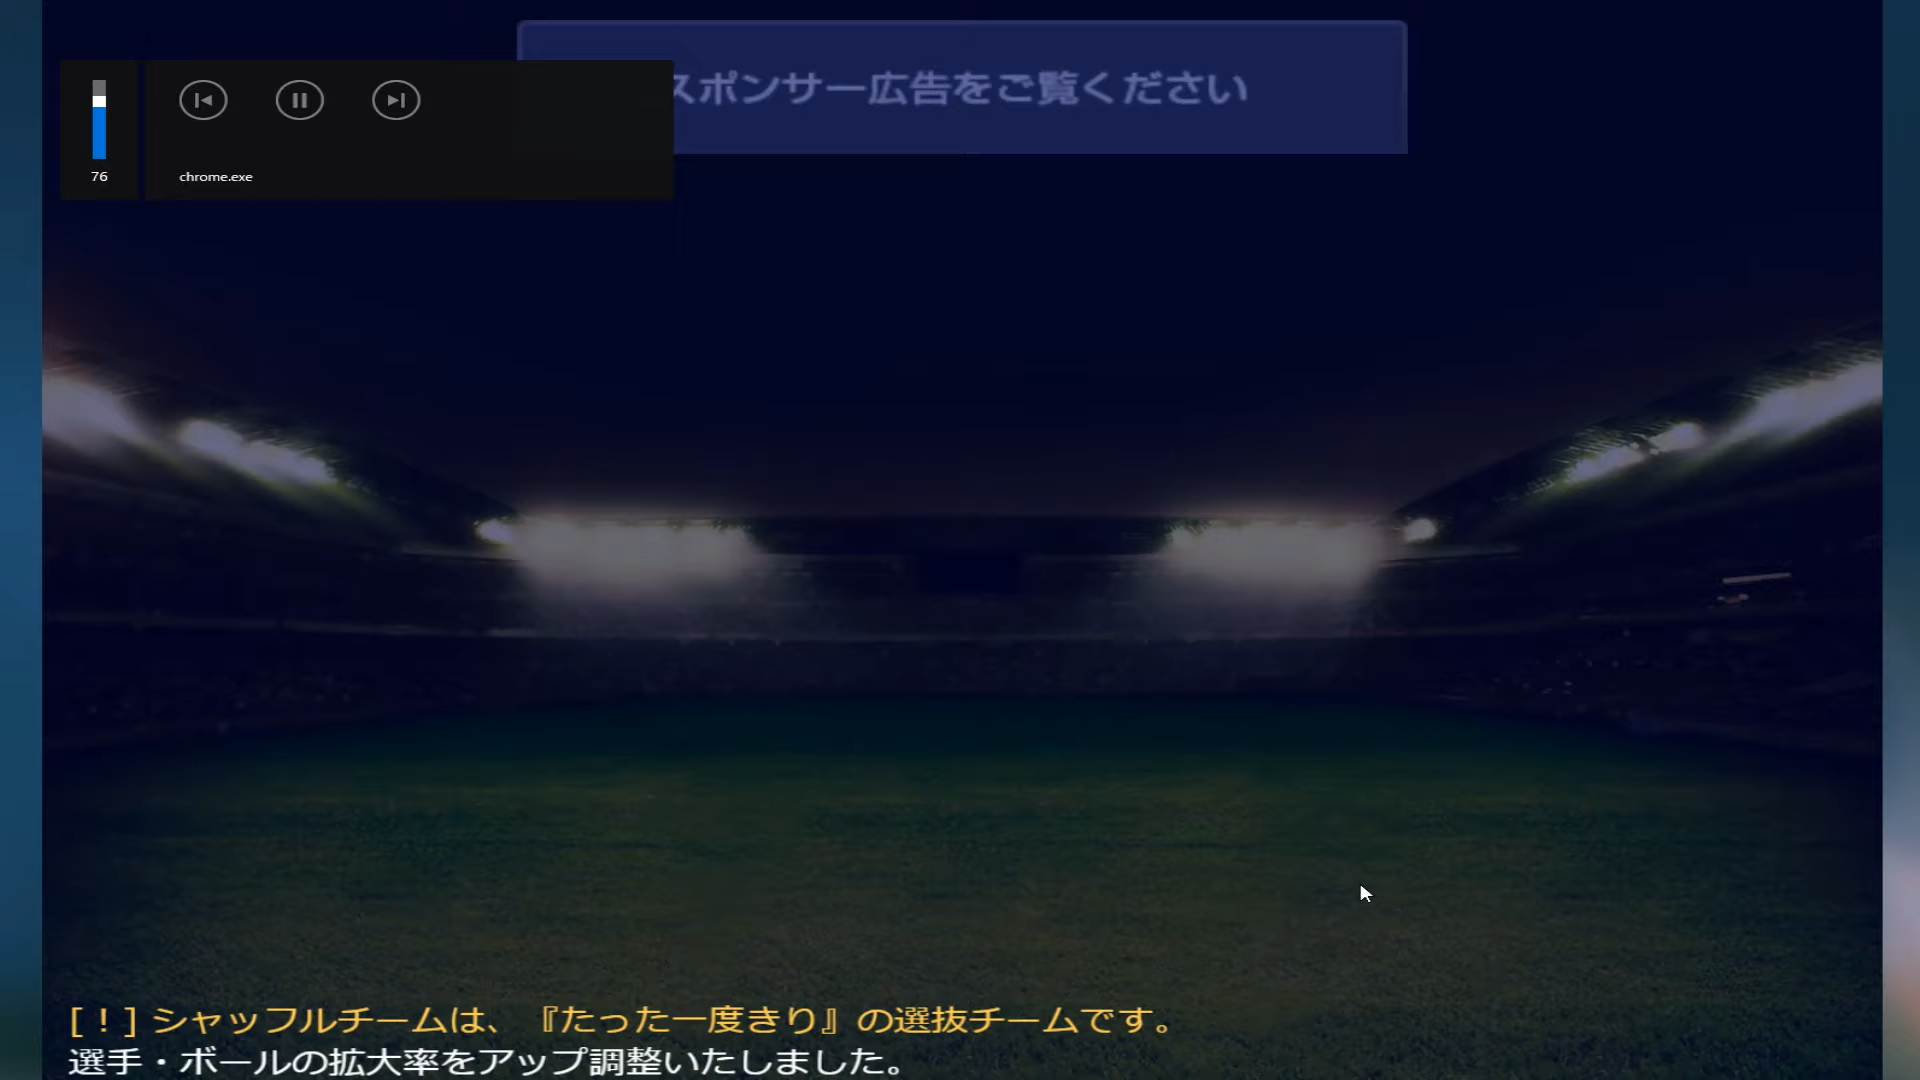 スポンサー広告をご覧ください
76
chrome.exe
[！] シャッフルチームは、『たった一度きり』の選抜チームです。
選手・ボールの拡大率をアップ調整いたしました。